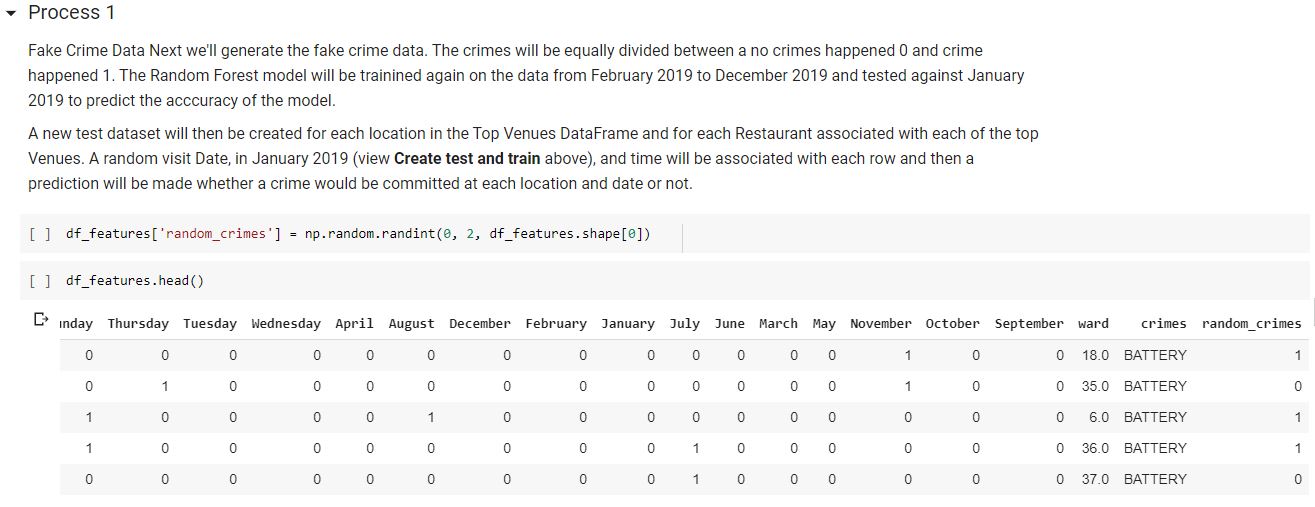 Process 1
Fake Crime Data Next we'll generate the fake crime data. The crimes will be equally divided between a no crimes happened 0 and crime
happened 1. The Random Forest model will be trainined again on the data from February 2019 to December 2019 and tested against January
2019 to predict the acccuracy of the model.
A new test dataset will then be created for each location in the Top Venues DataFrame and for each Restaurant associated with each of the top
Venues. A random visit Date, in January 2019 (view Create test and train above), and time will be associated with each row and then a
prediction will be made whether a crime would be committed at each location and date or not.
[ ] df_features['random_crimes'] = np.random.randint(0, 2, df_features.shape[0])
[ ] df_features.head()
unday Thursday Tuesday Wednesday April August December February January July June March May November October September ward crimes random_crimes
0 0 0 0 0 0 0 0 0 0 0 0 0 1 0 0 18.0 BATTERY 1
0 1 0 0 0 0 0 0 0 0 0 0 0 1 0 0 35.0 BATTERY 0
1 0 0 0 0 1 0 0 0 0 0 0 0 0 0 0 6.0 BATTERY 1
1 0 0 0 0 0 0 0 0 1 0 0 0 0 0 0 36.0 BATTERY 1
0 0 0 0 0 0 0 0 0 1 0 0 0 0 0 0 37.0 BATTERY 0